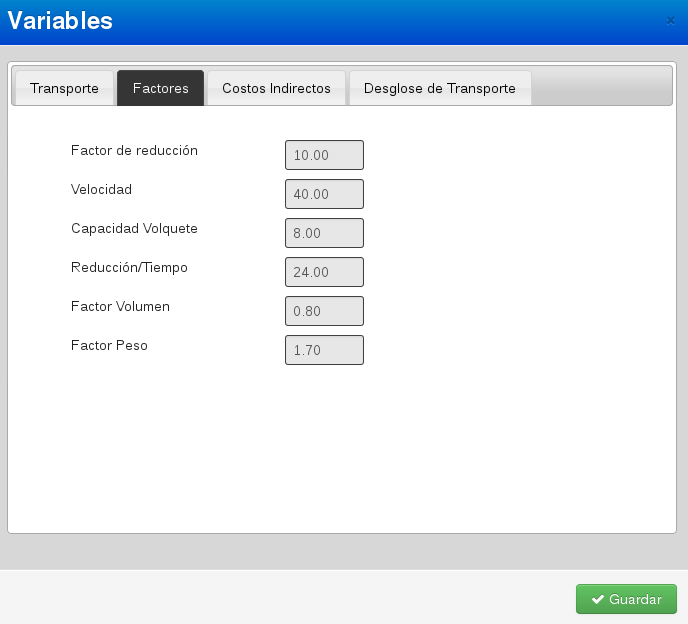 Variables ×
Transporte Factores Costos Indirectos Desglose de Transporte
Factor de reducción 10.00
Velocidad 40.00
Capacidad Volquete 8.00
Reducción/Tiempo 24.00
Factor Volumen 0.80
Factor Peso 1.70
Guardar